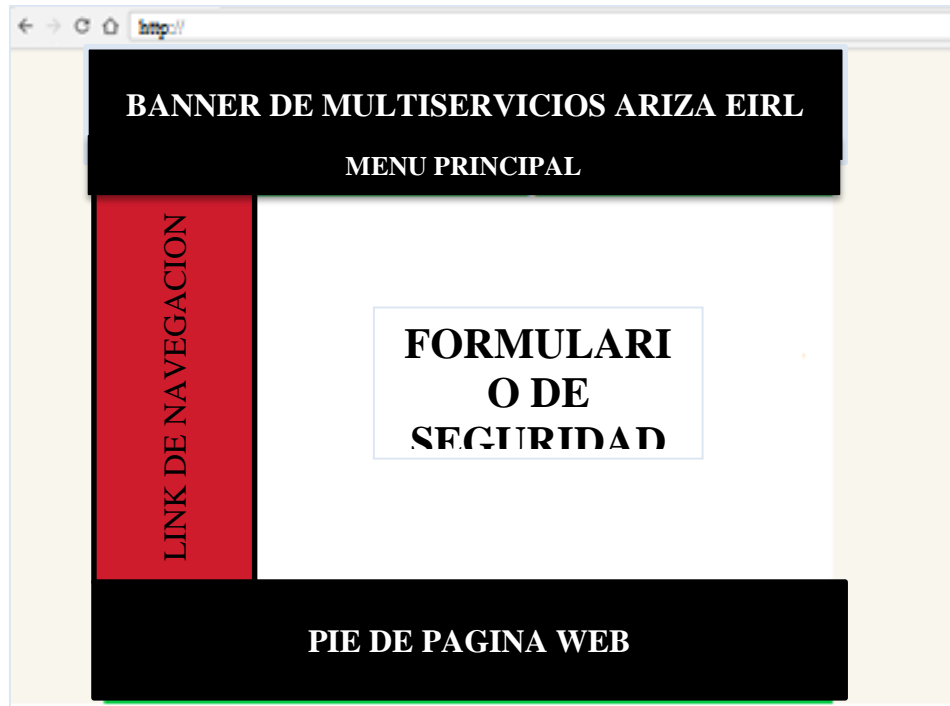 http://
BANNER DE MULTISERVICIOS ARIZA EIRL
MENU PRINCIPAL
LINK DE NAVEGACION
FORMULARI
O DE
SEGURIDAD
PIE DE PAGINA WEB